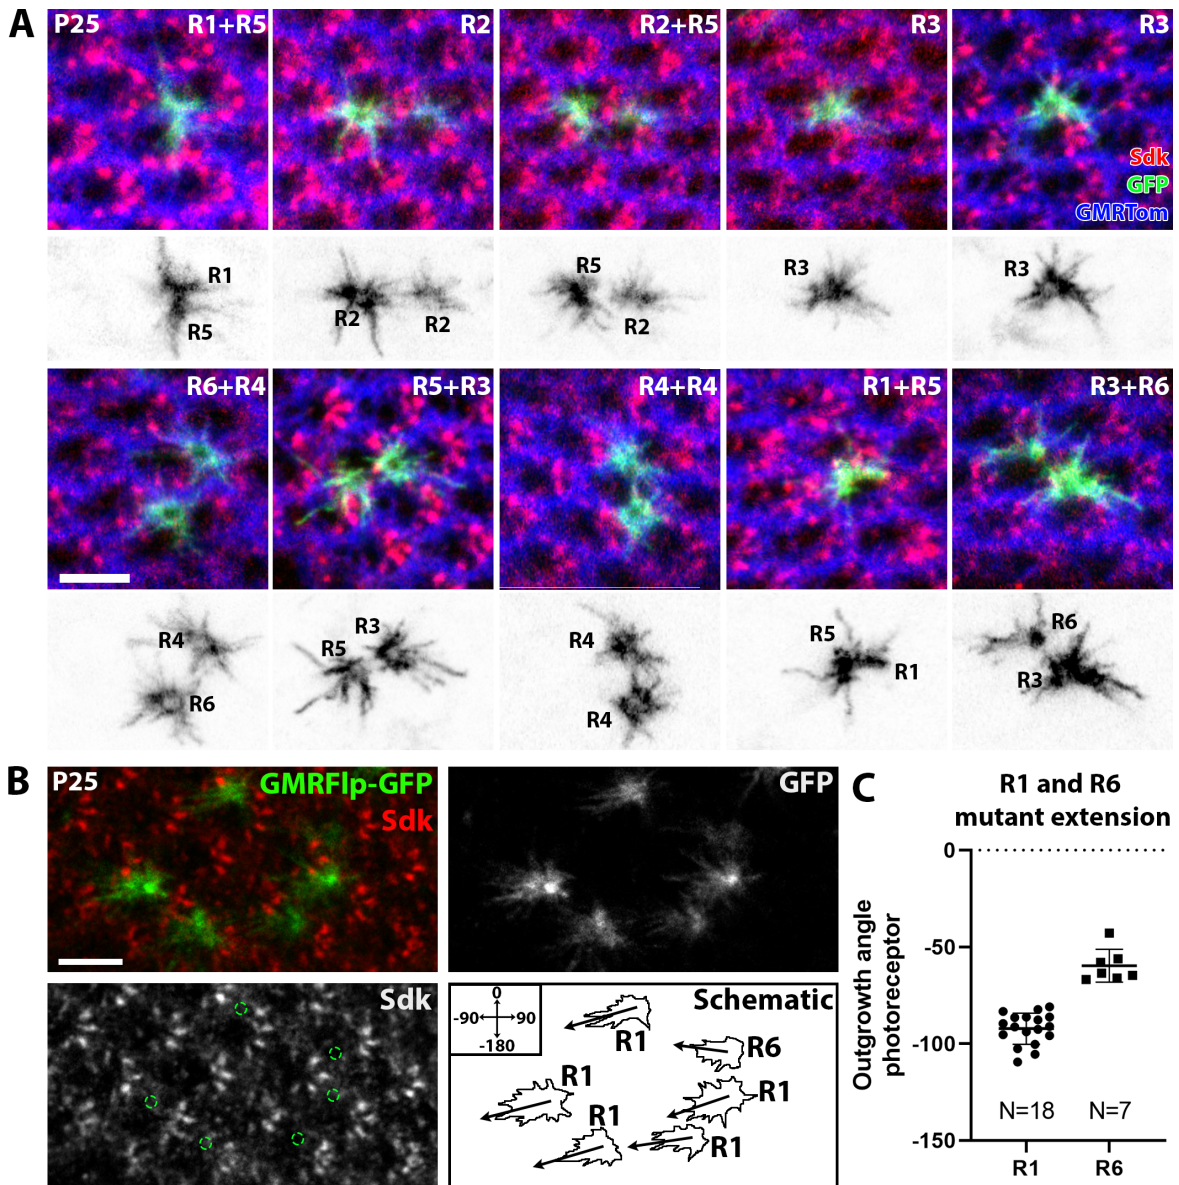 A
P25
R1+R5
R2
R2+R5
R3
R3
Sdk
GFP
GMRTom
R1
R5
R2
R2
R5
R2
R3
R3
R6+R4
R5+R3
R4+R4
R1+R5
R3+R6
R4
R6
R3
R5
R4
R4
R5
R1
R6
R3
B
P25
GMRFlp-GFP
Sdk
GFP
Sdk
Schematic
0
-90
90
-180
R1
R6
R1
R1
R1
R1
C
R1 and R6
mutant extension
Outgrowth angle
photoreceptor
0
-50
-100
-150
N=18
N=7
R1
R6